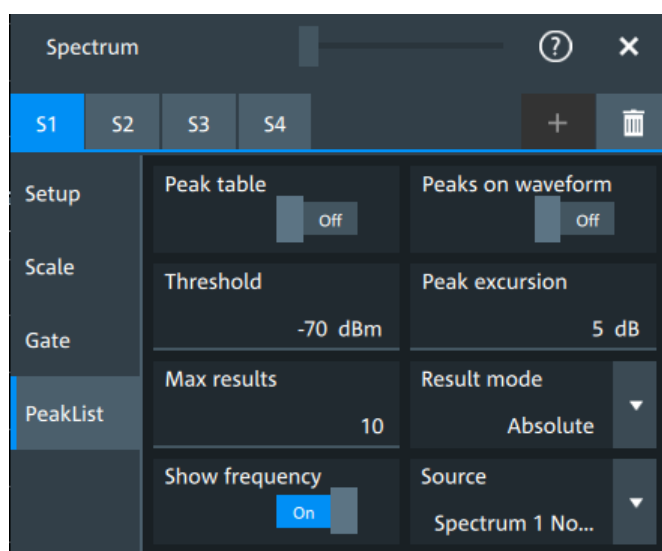 Spectrum ?
S1 S2 S3 S4 +
Setup
Scale
Gate
PeakList
Peak table
Off
Peaks on waveform
Off
Threshold
-70 dBm
Peak excursion
5 dB
Max results
10
Result mode
Absolute
Show frequency
On
Source
Spectrum 1 No...